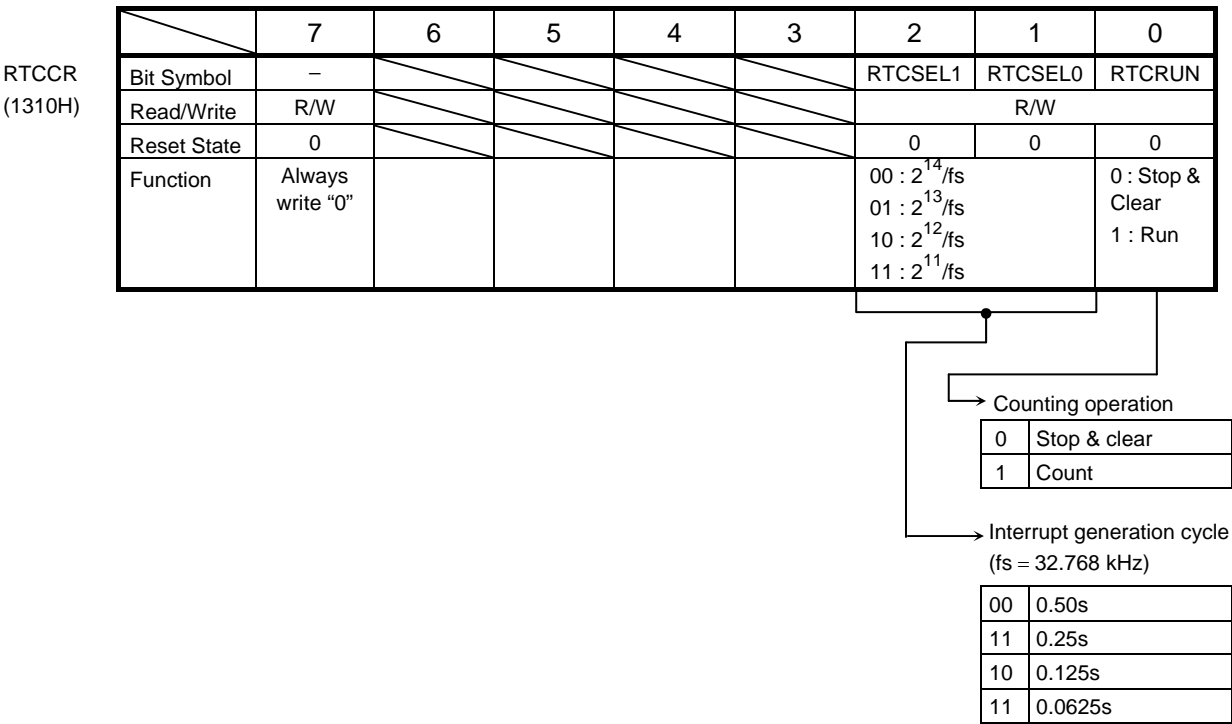 7 6 5 4 3 2 1 0
RTCCR
(1310H)
Bit Symbol − RTCSEL1 RTCSEL0 RTCRUN
Read/Write R/W R/W
Reset State 0 0 0 0
Function Always write “0” 00 : 2^14/fs 0 : Stop &
01 : 2^13/fs Clear
10 : 2^12/fs 1 : Run
11 : 2^11/fs
Counting operation
0 Stop & clear
1 Count
Interrupt generation cycle
(fs = 32.768 kHz)
00 0.50s
11 0.25s
10 0.125s
11 0.0625s